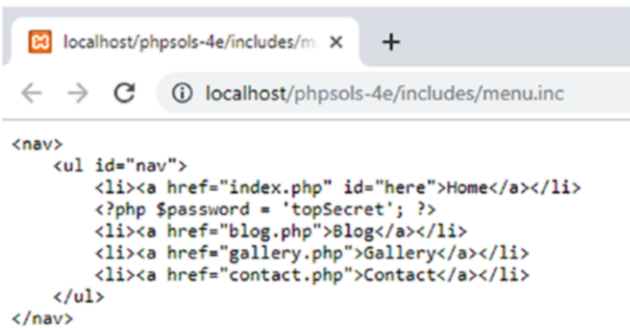 localhost/phpsols-4e/includes/m
localhost/phpsols-4e/includes/menu.inc
<nav>
    <ul id="nav">
        <li><a href="index.php" id="here">Home</a></li>
        <?php $password = 'topSecret'; ?>
        <li><a href="blog.php">Blog</a></li>
        <li><a href="gallery.php">Gallery</a></li>
        <li><a href="contact.php">Contact</a></li>
    </ul>
</nav>